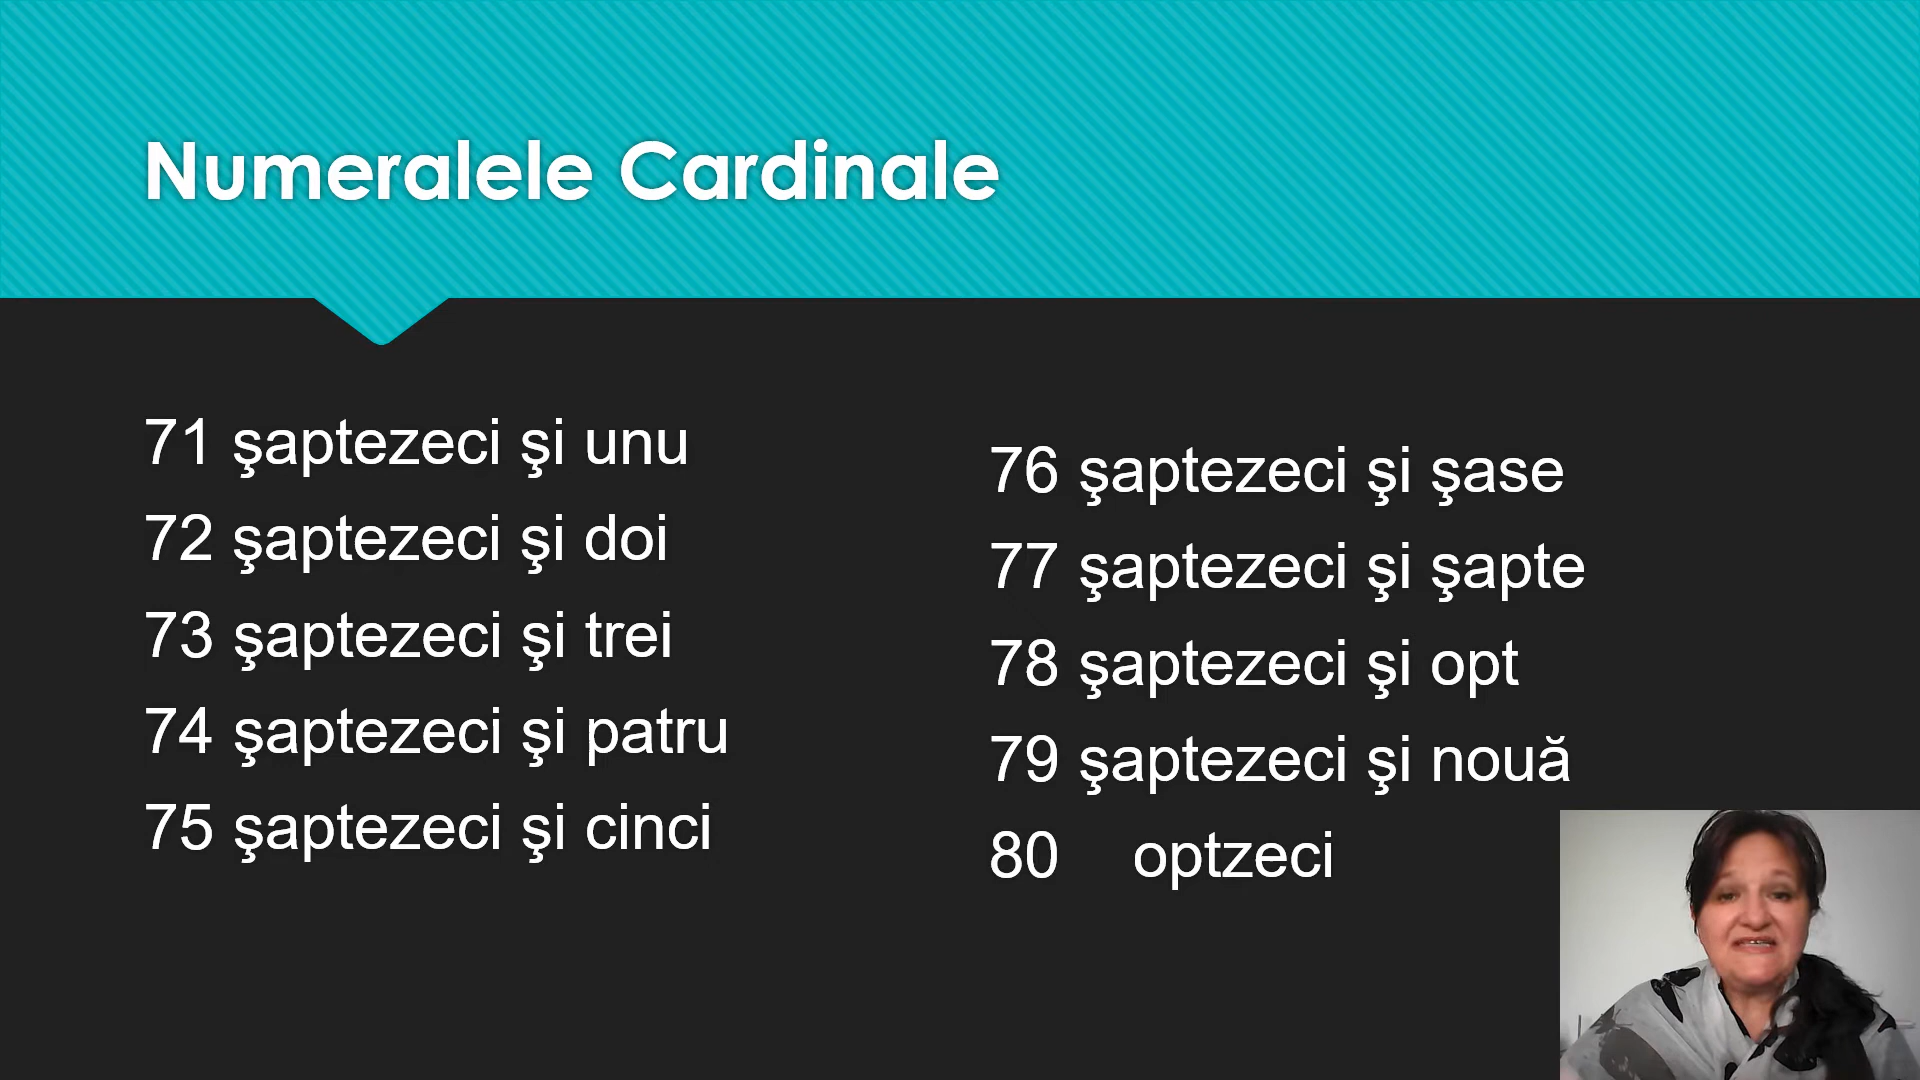 Numeralele Cardinale
71 şaptezeci şi unu
72 şaptezeci şi doi
73 şaptezeci şi trei
74 şaptezeci şi patru
75 şaptezeci şi cinci
76 şaptezeci şi şase
77 şaptezeci şi şapte
78 şaptezeci şi opt
79 şaptezeci şi nouă
80 optzeci